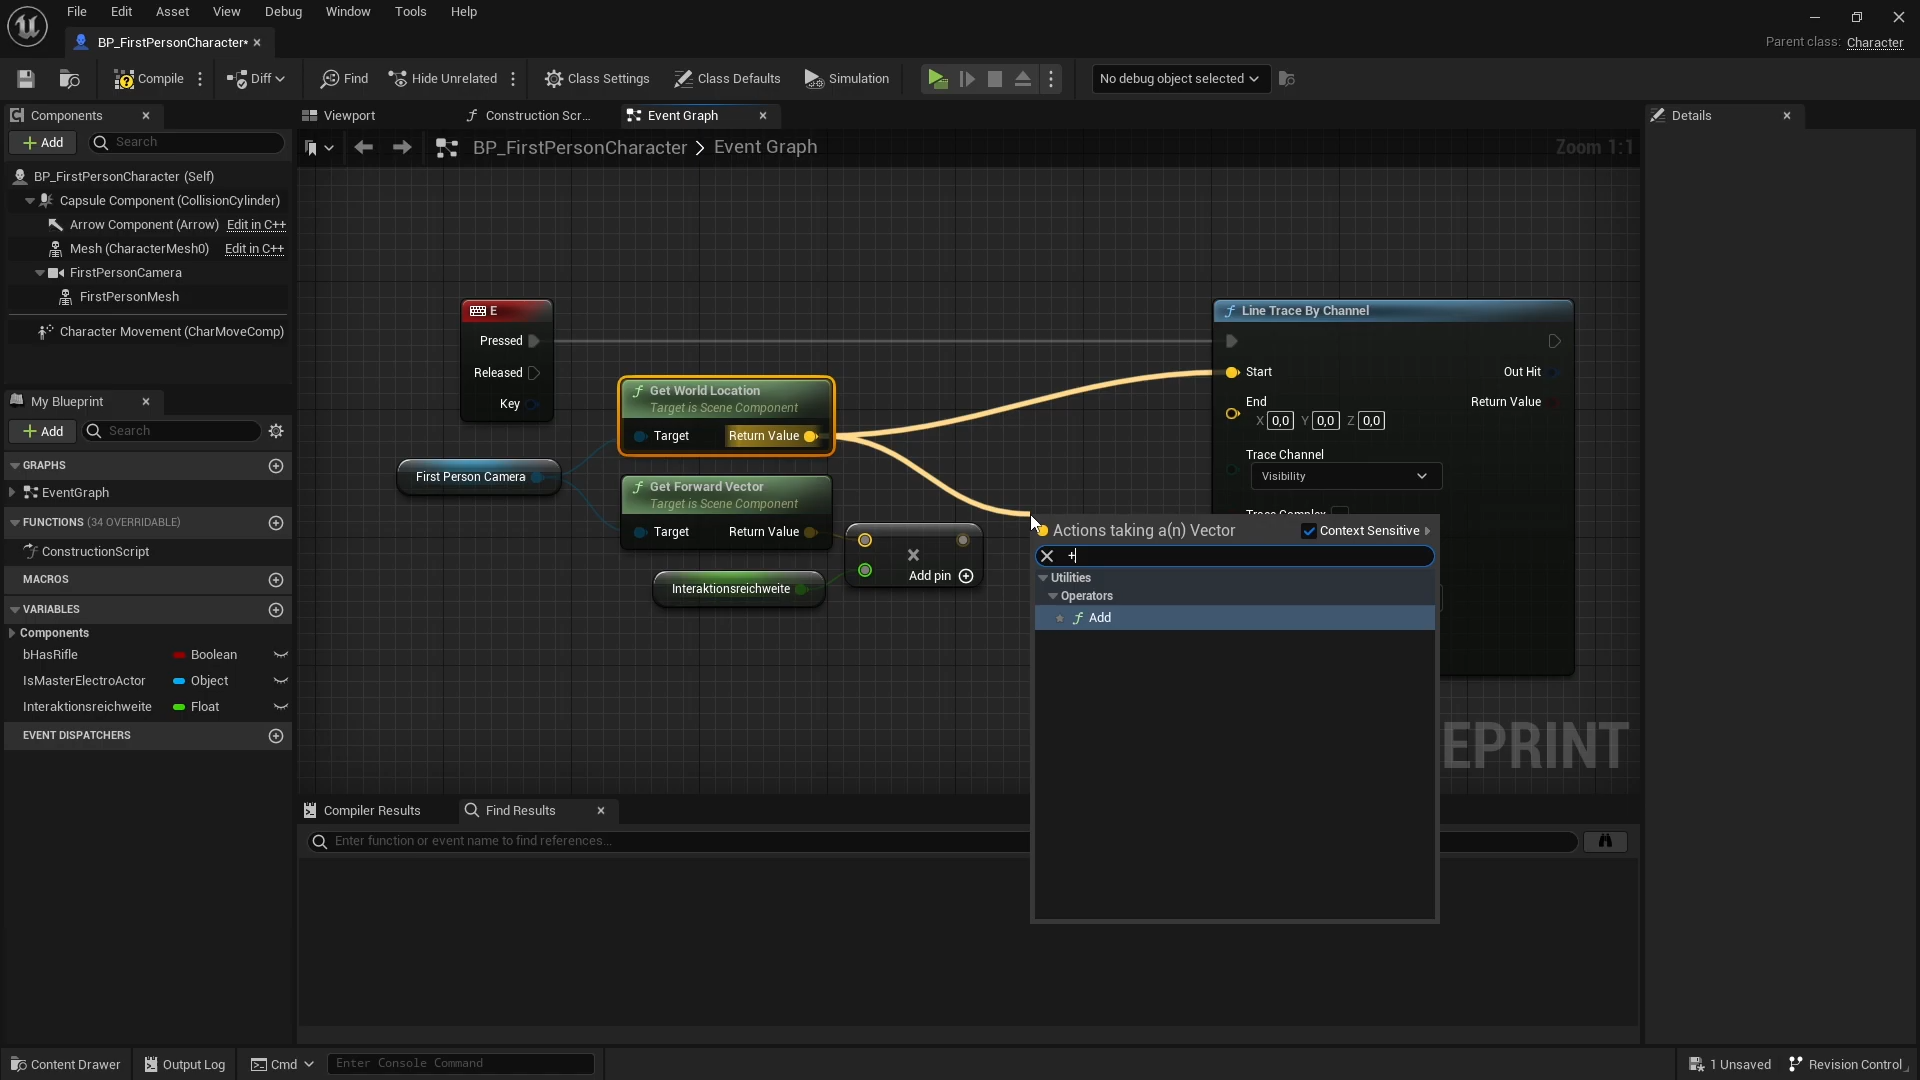 File Edit Asset View Debug Window Tools Help
BP_FirstPersonCharacter*
Parent class: Character
Compile Diff Find Hide Unrelated Class Settings Class Defaults Simulation No debug object selected
Components
Viewport
Construction Scr...
Event Graph
Details
Add Search
BP_FirstPersonCharacter > Event Graph
Zoom 1:1
BP_FirstPersonCharacter (Self)
Capsule Component (CollisionCylinder)
Arrow Component (Arrow) Edit in C++
Mesh (CharacterMesh0) Edit in C++
FirstPersonCamera
FirstPersonMesh
Character Movement (CharMoveComp)
My Blueprint
Add Search
GRAPHS
EventGraph
FUNCTIONS (34 OVERRIDABLE)
ConstructionScript
MACROS
VARIABLES
Components
bHasRifle Boolean
IsMasterElectroActor Object
Interaktionsreichweite Float
EVENT DISPATCHERS
E
Pressed
Released
Key
First Person Camera
Get World Location
Target is Scene Component
Target Return Value
Get Forward Vector
Target is Scene Component
Target Return Value
Interaktionsreichweite
Add pin
Line Trace By Channel
Start Out Hit
End Return Value
X 0,0 Y 0,0 Z 0,0
Trace Channel
Visibility
Trace Complex
Actions taking a(n) Vector Context Sensitive
+
Utilities
Operators
Add
EPRINT
Compiler Results
Find Results
Enter function or event name to find references...
Content Drawer Output Log Cmd Enter Console Command
1 Unsaved Revision Control